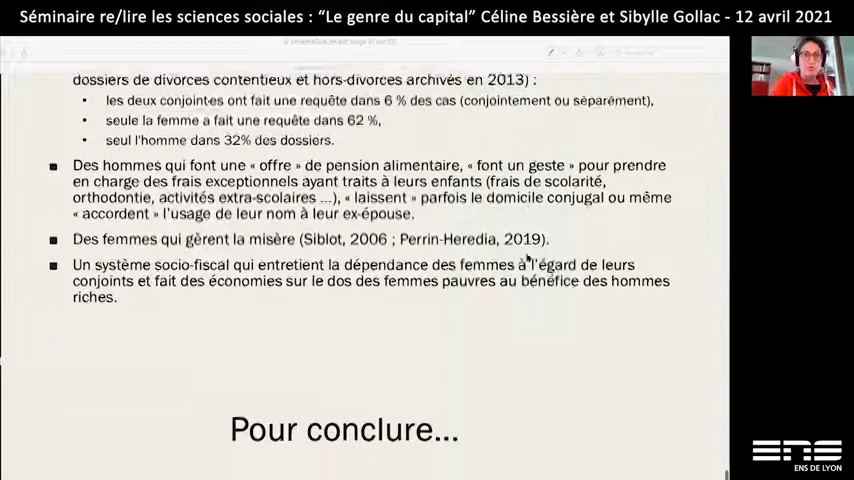 Séminaire re/lire les sciences sociales : “Le genre du capital” Céline Bessière et Sibylle Gollac - 12 avril 2021
dossiers de divorces contentieux et hors-divorces archivés en 2013) :
• les deux conjoint·es ont fait une requête dans 6 % des cas (conjointement ou séparément),
• seule la femme a fait une requête dans 62 %,
• seul l'homme dans 32% des dossiers.
■ Des hommes qui font une « offre » de pension alimentaire, « font un geste » pour prendre
en charge des frais exceptionnels ayant traits à leurs enfants (frais de scolarité,
orthodontie, activités extra-scolaires ...), « laissent » parfois le domicile conjugal ou même
« accordent » l'usage de leur nom à leur ex-épouse.
■ Des femmes qui gèrent la misère (Siblot, 2006 ; Perrin-Heredia, 2019).
■ Un système socio-fiscal qui entretient la dépendance des femmes à l'égard de leurs
conjoints et fait des économies sur le dos des femmes pauvres au bénéfice des hommes
riches.
Pour conclure...
ENS
ENS DE LYON